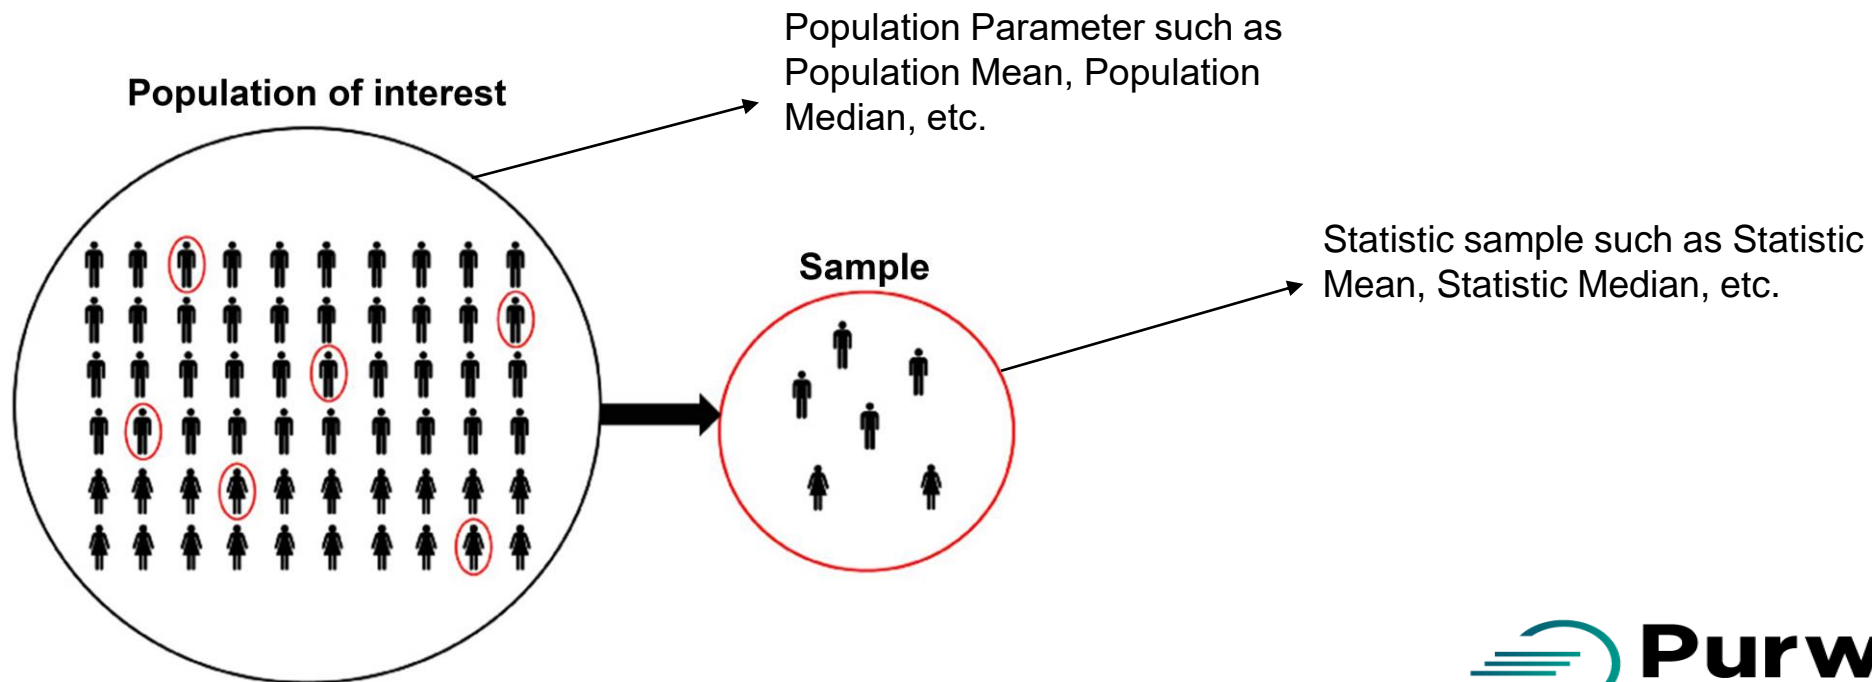 Population Parameter such as
Population Mean, Population
Median, etc.
Population of interest
Sample
Statistic sample such as Statistic
Mean, Statistic Median, etc.